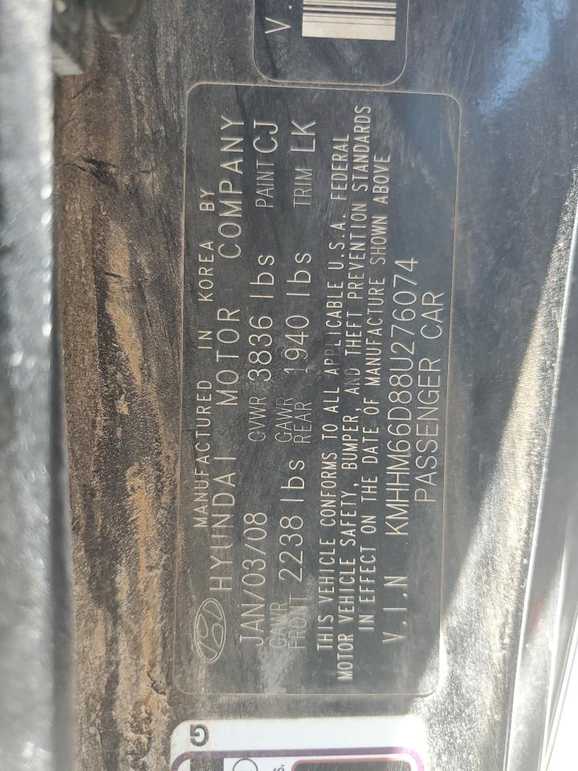 MANUFACTURED IN KOREA BY
HYUNDAI MOTOR COMPANY
JAN/03/08 GVWR 3836 lbs PAINT CJ
GAWR FRONT 2238 lbs GAWR REAR 1940 lbs TRIM LK
THIS VEHICLE CONFORMS TO ALL APPLICABLE U.S.A. FEDERAL
MOTOR VEHICLE SAFETY, BUMPER, AND THEFT PREVENTION STANDARDS
IN EFFECT ON THE DATE OF MANUFACTURE SHOWN ABOVE
V.I.N KMHHM66D88U276074
PASSENGER CAR
V.
G
s.